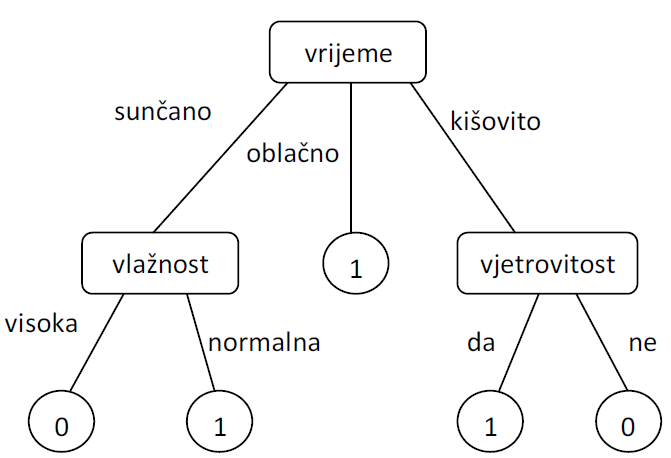 vrijeme
sunčano
oblačno
kišovito
vlažnost
1
vjetrovitost
visoka
normalna
da
ne
0
1
1
0